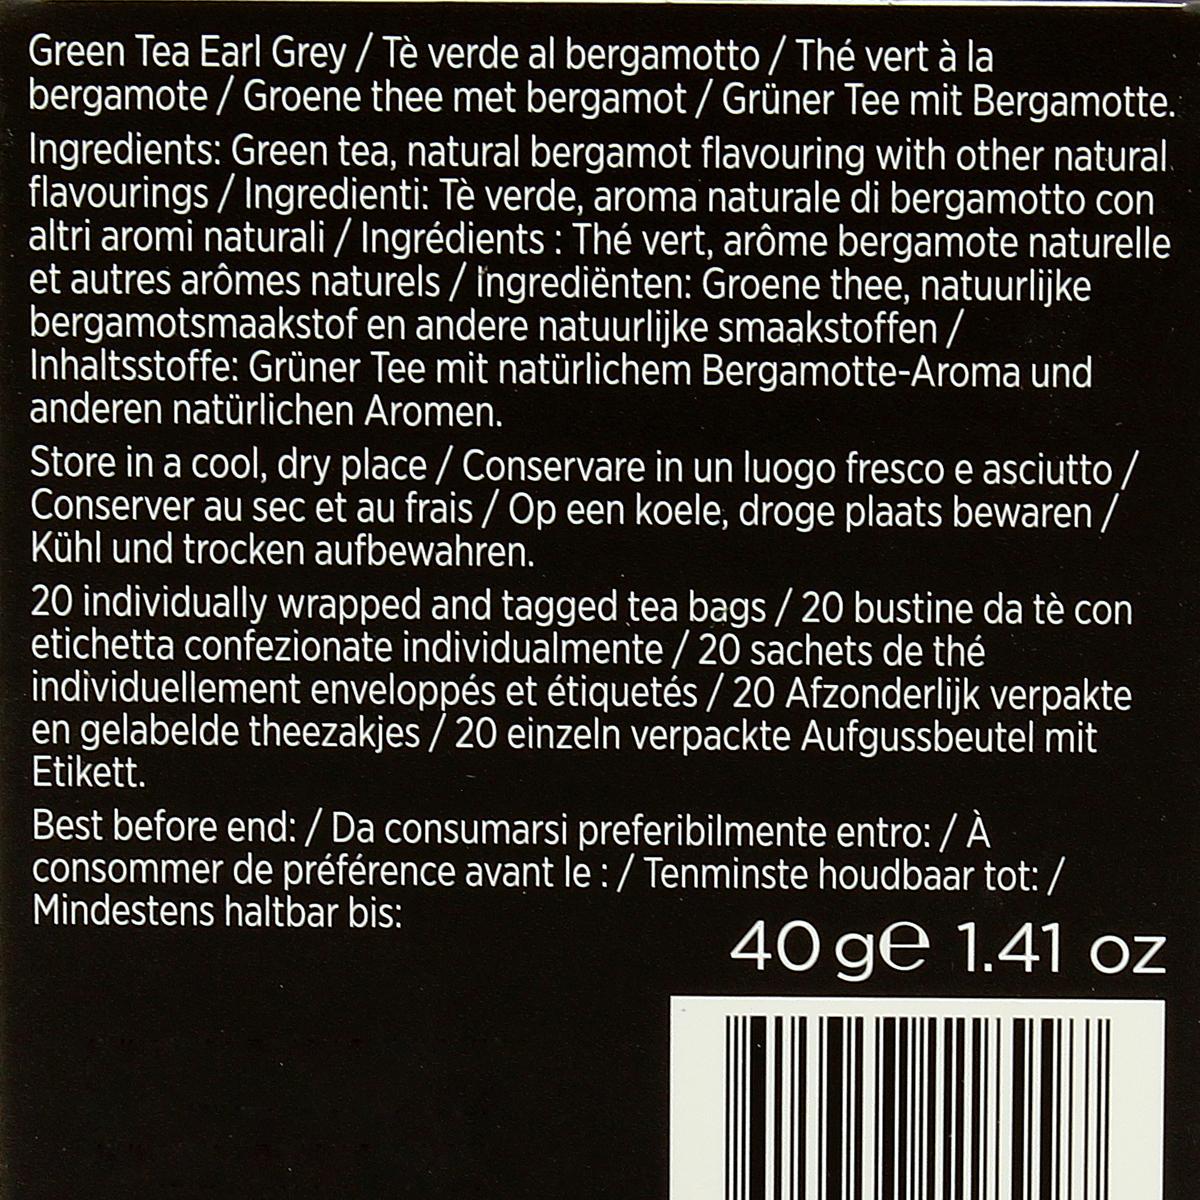 Green Tea Earl Grey / Tè verde al bergamotto / Thé vert à la
bergamote / Groene thee met bergamot / Grüner Tee mit Bergamotte.
Ingredients: Green tea, natural bergamot flavouring with other natural
flavourings / Ingredienti: Tè verde, aroma naturale di bergamotto con
altri aromi naturali / Ingrédients : Thé vert, arôme bergamote naturelle
et autres arômes naturels / Ingrediënten: Groene thee, natuurlijke
bergamotsmaakstof en andere natuurlijke smaakstoffen /
Inhaltsstoffe: Grüner Tee mit natürlichem Bergamotte-Aroma und
anderen natürlichen Aromen.
Store in a cool, dry place / Conservare in un luogo fresco e asciutto /
Conserver au sec et au frais / Op een koele, droge plaats bewaren /
Kühl und trocken aufbewahren.
20 individually wrapped and tagged tea bags / 20 bustine da tè con
etichetta confezionate individualmente / 20 sachets de thé
individuellement enveloppés et étiquetés / 20 Afzonderlijk verpakte
en gelabelde theezakjes / 20 einzeln verpackte Aufgussbeutel mit
Etikett.
Best before end: / Da consumarsi preferibilmente entro: / À
consommer de préférence avant le : / Tenminste houdbaar tot: /
Mindestens haltbar bis:
40 g℮ 1.41 oz